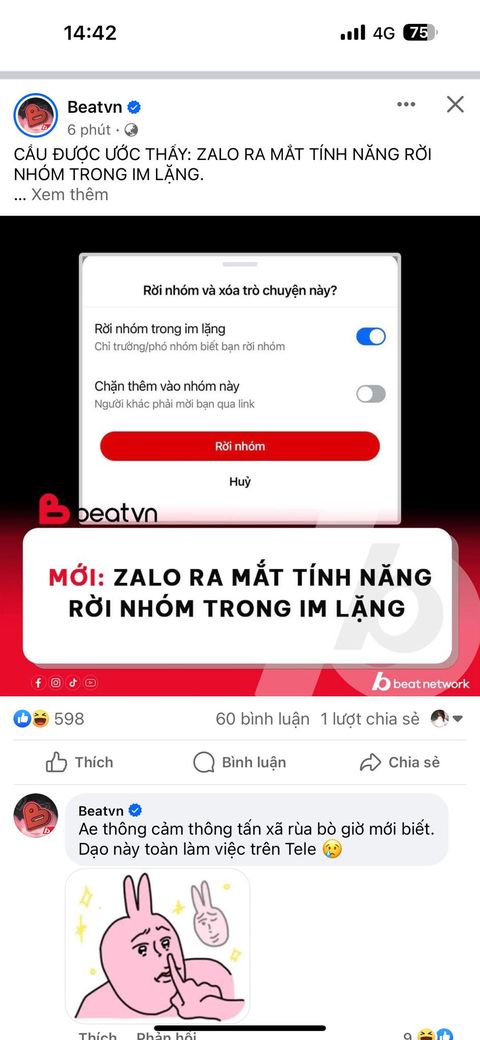 14:42
4G 75
Beatvn
6 phút
CẦU ĐƯỢC ƯỚC THẤY: ZALO RA MẮT TÍNH NĂNG RỜI
NHÓM TRONG IM LẶNG.
... Xem thêm
Rời nhóm và xóa trò chuyện này?
Rời nhóm trong im lặng
Chỉ trưởng/phó nhóm biết bạn rời nhóm
Chặn thêm vào nhóm này
Người khác phải mời bạn qua link
Rời nhóm
Huỷ
beatvn
MỚI: ZALO RA MẮT TÍNH NĂNG
RỜI NHÓM TRONG IM LẶNG
beat network
598
60 bình luận 1 lượt chia sẻ
Thích Bình luận Chia sẻ
Beatvn
Ae thông cảm thông tấn xã rùa bò giờ mới biết.
Dạo này toàn làm việc trên Tele 😢
Thích Phản hồi 9